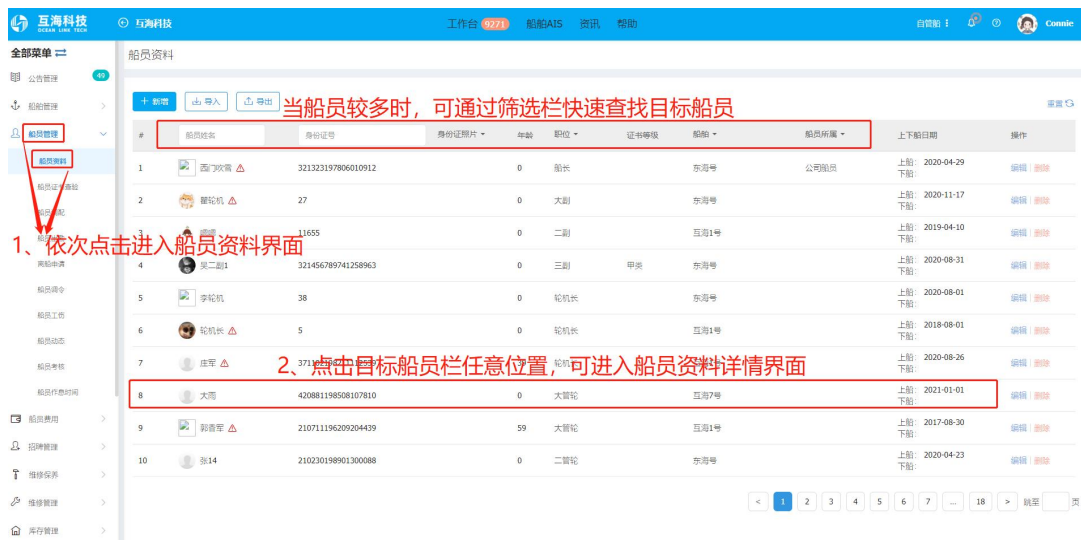 互海科技
OCEAN LINK TECH
互海科技
工作台 9271 船舶AIS 资讯 帮助
自管船
Connie
全部菜单
船员资料
公告管理 49
船舶管理
船员管理
船员资料
船员证书查验
离船申请
船员调令
船员工伤
船员动态
船员考核
船员作息时间
船员费用
招聘管理
维修保养
维修管理
库存管理
+ 新增 导入 导出
当船员较多时，可通过筛选栏快速查找目标船员
重置
# 船员姓名 身份证号 身份证照片 年龄 职位 证书等级 船舶 船员所属 上下船日期 操作
1 西门吹雪 321323197806010912 0 船长 东海号 公司船员 上船: 2020-04-29 下船: 编辑 删除
2 瞿轮机 27 0 大副 东海号 上船: 2020-11-17 下船: 编辑 删除
3 11655 0 二副 互海1号 上船: 2019-04-10 下船: 编辑 删除
1、依次点击进入船员资料界面
4 吴二副1 321456789741258963 0 三副 甲类 东海号 上船: 2020-08-31 下船: 编辑 删除
5 李轮机 38 0 轮机长 东海号 上船: 2020-08-01 下船: 编辑 删除
6 轮机长 5 0 轮机长 互海1号 上船: 2018-08-01 下船: 编辑 删除
7 庄军 轮机长 上船: 2020-08-26 下船: 编辑 删除
2、点击目标船员栏任意位置，可进入船员资料详情界面
8 大雨 420881198508107810 0 大管轮 互海7号 上船: 2021-01-01 下船: 编辑 删除
9 郭香军 210711196209204439 59 大管轮 互海1号 上船: 2017-08-30 下船: 编辑 删除
10 张14 210230198901300088 0 二管轮 东海号 上船: 2020-04-23 下船: 编辑 删除
< 1 2 3 4 5 6 7 ... 18 > 跳至 页